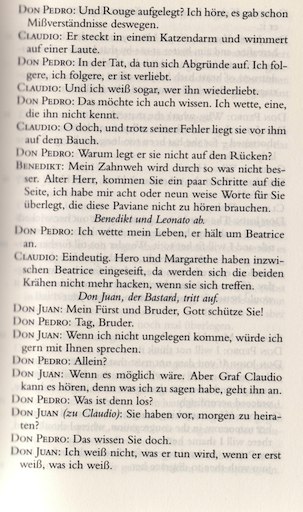 DON PEDRO: Und Rouge aufgelegt? Ich höre, es gab schon
Mißverständnisse deswegen.
CLAUDIO: Er steckt in einem Katzendarm und wimmert
auf einer Laute.
DON PEDRO: In der Tat, da tun sich Abgründe auf. Ich fol-
gere, ich folgere, er ist verliebt.
CLAUDIO: Und ich weiß sogar, wer ihn wiederliebt.
DON PEDRO: Das möchte ich auch wissen. Ich wette, eine,
die ihn nicht kennt.
CLAUDIO: O doch, und trotz seiner Fehler liegt sie vor ihm
auf dem Bauch.
DON PEDRO: Warum legt er sie nicht auf den Rücken?
BENEDIKT: Mein Zahnweh wird durch so was nicht bes-
ser. Alter Herr, kommen Sie ein paar Schritte auf die
Seite, ich habe mir acht oder neun weise Worte für Sie
überlegt, die diese Paviane nicht zu hören brauchen.
Benedikt und Leonato ab.
DON PEDRO: Ich wette mein Leben, er hält um Beatrice
an.
CLAUDIO: Eindeutig. Hero und Margarethe haben inzwi-
schen Beatrice eingeseift, da werden sich die beiden
Krähen nicht mehr hacken, wenn sie sich treffen.
Don Juan, der Bastard, tritt auf.
DON JUAN: Mein Fürst und Bruder, Gott schütze Sie!
DON PEDRO: Tag, Bruder.
DON JUAN: Wenn ich nicht ungelegen komme, würde ich
gern mit Ihnen sprechen.
DON PEDRO: Allein?
DON JUAN: Wenn es möglich wäre. Aber Graf Claudio
kann es hören, denn was ich zu sagen habe, geht ihn an.
DON PEDRO: Was ist denn los?
DON JUAN (zu Claudio): Sie haben vor, morgen zu heira-
ten?
DON PEDRO: Das wissen Sie doch.
DON JUAN: Ich weiß nicht, was er tun wird, wenn er erst
weiß, was ich weiß.